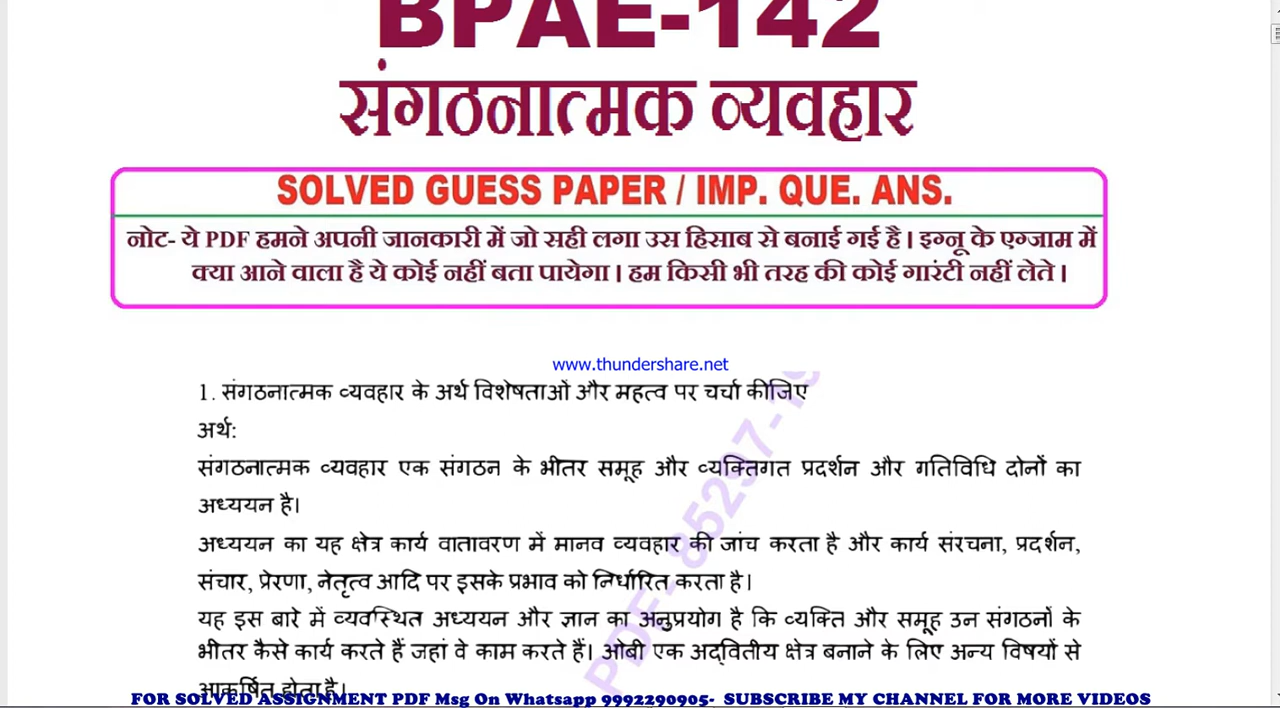 BPAE-142
संगठनात्मक व्यवहार
SOLVED GUESS PAPER / IMP. QUE. ANS.
नोट- ये PDF हमने अपनी जानकारी में जो सही लगा उस हिसाब से बनाई गई है। इग्नू के एग्जाम में
क्या आने वाला है ये कोई नहीं बता पायेगा। हम किसी भी तरह की कोई गारंटी नहीं लेते।
www.thundershare.net
1. संगठनात्मक व्यवहार के अर्थ विशेषताओं और महत्व पर चर्चा कीजिए
अर्थ:
संगठनात्मक व्यवहार एक संगठन के भीतर समूह और व्यक्तिगत प्रदर्शन और गतिविधि दोनों का
अध्ययन है।
अध्ययन का यह क्षेत्र कार्य वातावरण में मानव व्यवहार की जांच करता है और कार्य संरचना, प्रदर्शन,
संचार, प्रेरणा, नेतृत्व आदि पर इसके प्रभाव को निर्धारित करता है।
यह इस बारे में व्यवस्थित अध्ययन और ज्ञान का अनुप्रयोग है कि व्यक्ति और समूह उन संगठनों के
भीतर कैसे कार्य करते हैं जहां वे काम करते हैं। ओबी एक अद्वितीय क्षेत्र बनाने के लिए अन्य विषयों से
आकर्षित होता है।
PDF- 85297-19
FOR SOLVED ASSIGNMENT PDF Msg On Whatsapp 9992290905- SUBSCRIBE MY CHANNEL FOR MORE VIDEOS